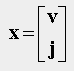 x = [v
j]